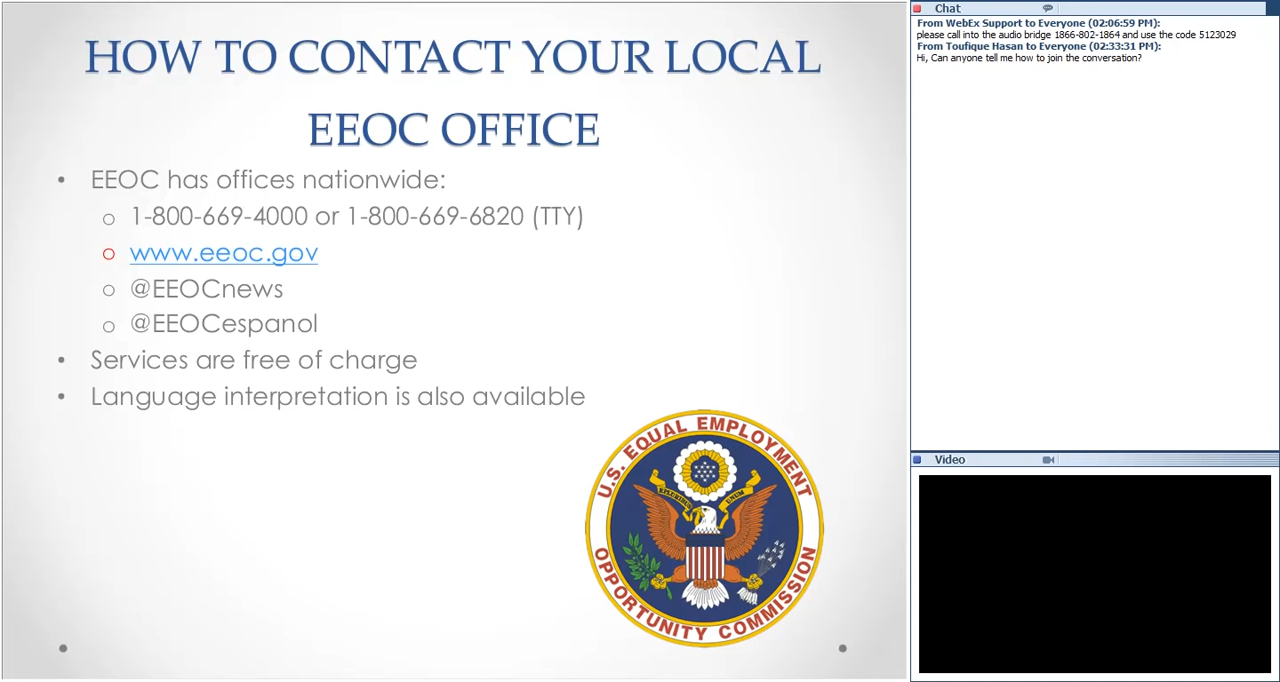 HOW TO CONTACT YOUR LOCAL
EEOC OFFICE
• EEOC has offices nationwide:
o 1-800-669-4000 or 1-800-669-6820 (TTY)
o www.eeoc.gov
o @EEOCnews
o @EEOCespanol
• Services are free of charge
• Language interpretation is also available
U.S. EQUAL EMPLOYMENT
E PLURIBUS UNUM
OPPORTUNITY COMMISSION
Chat
From WebEx Support to Everyone (02:06:59 PM):
please call into the audio bridge 1866-802-1864 and use the code 5123029
From Toufique Hasan to Everyone (02:33:31 PM):
Hi, Can anyone tell me how to join the conversation?
Video